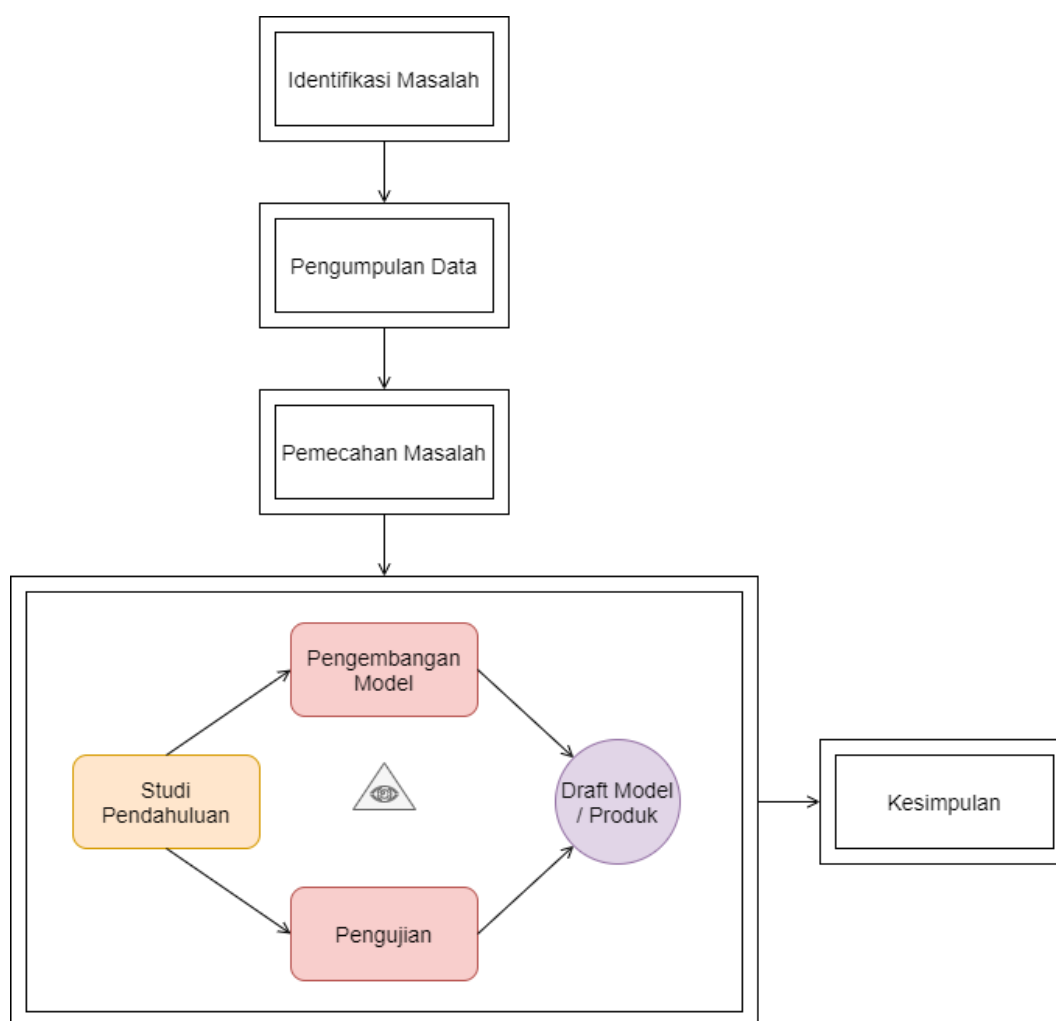 Identifikasi Masalah
Pengumpulan Data
Pemecahan Masalah
Pengembangan
Model
Studi
Pendahuluan
Draft Model
/ Produk
Pengujian
Kesimpulan